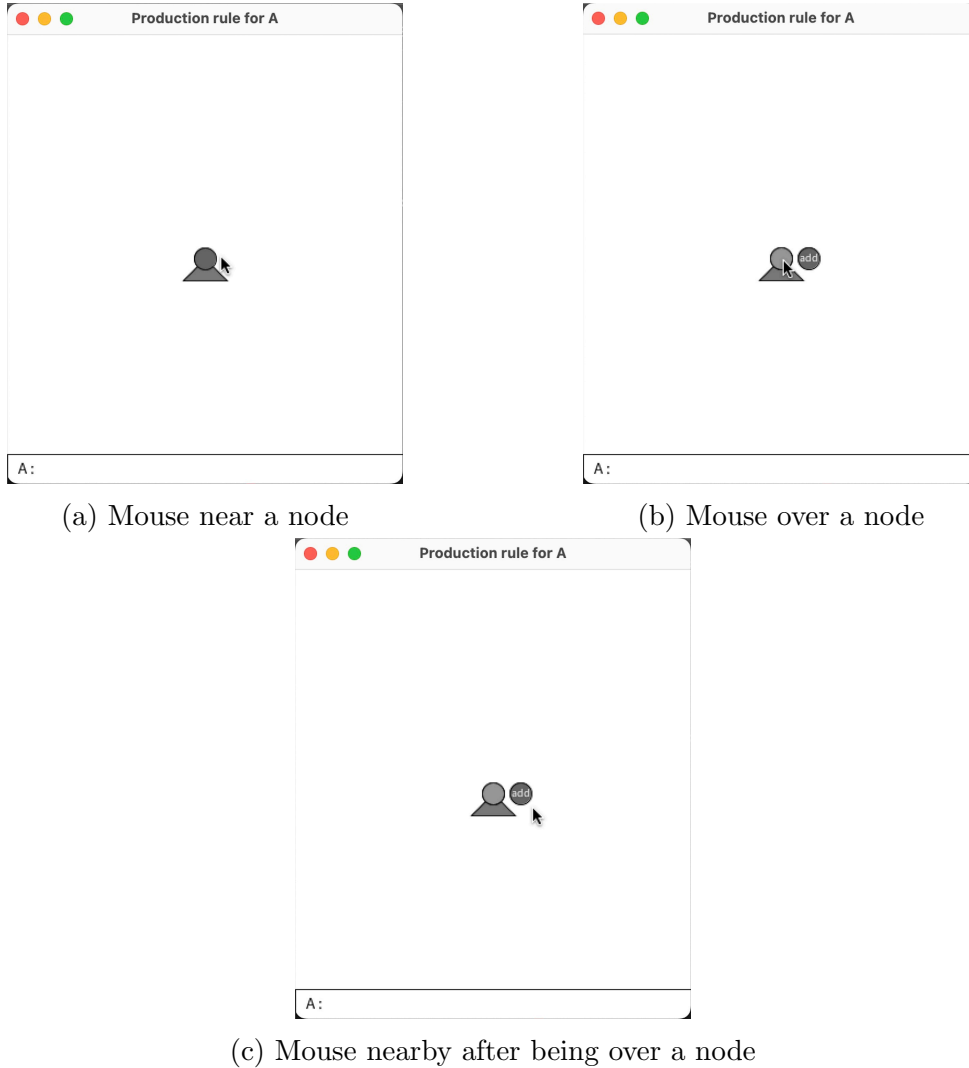 Production rule for A
A:
(a) Mouse near a node
Production rule for A
add
A:
(b) Mouse over a node
Production rule for A
add
A:
(c) Mouse nearby after being over a node